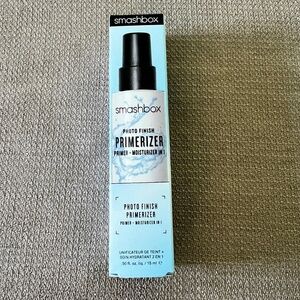 smashbox
smashbox
PHOTO FINISH
PRIMERIZER
PRIMER + MOISTURIZER IN 1
PHOTO FINISH
PRIMERIZER
PRIMER + MOISTURIZER IN 1
UNIFICATEUR DE TEINT +
SOIN HYDRATANT 2 EN 1
.50 fl. oz. liq. / 15 ml ℮